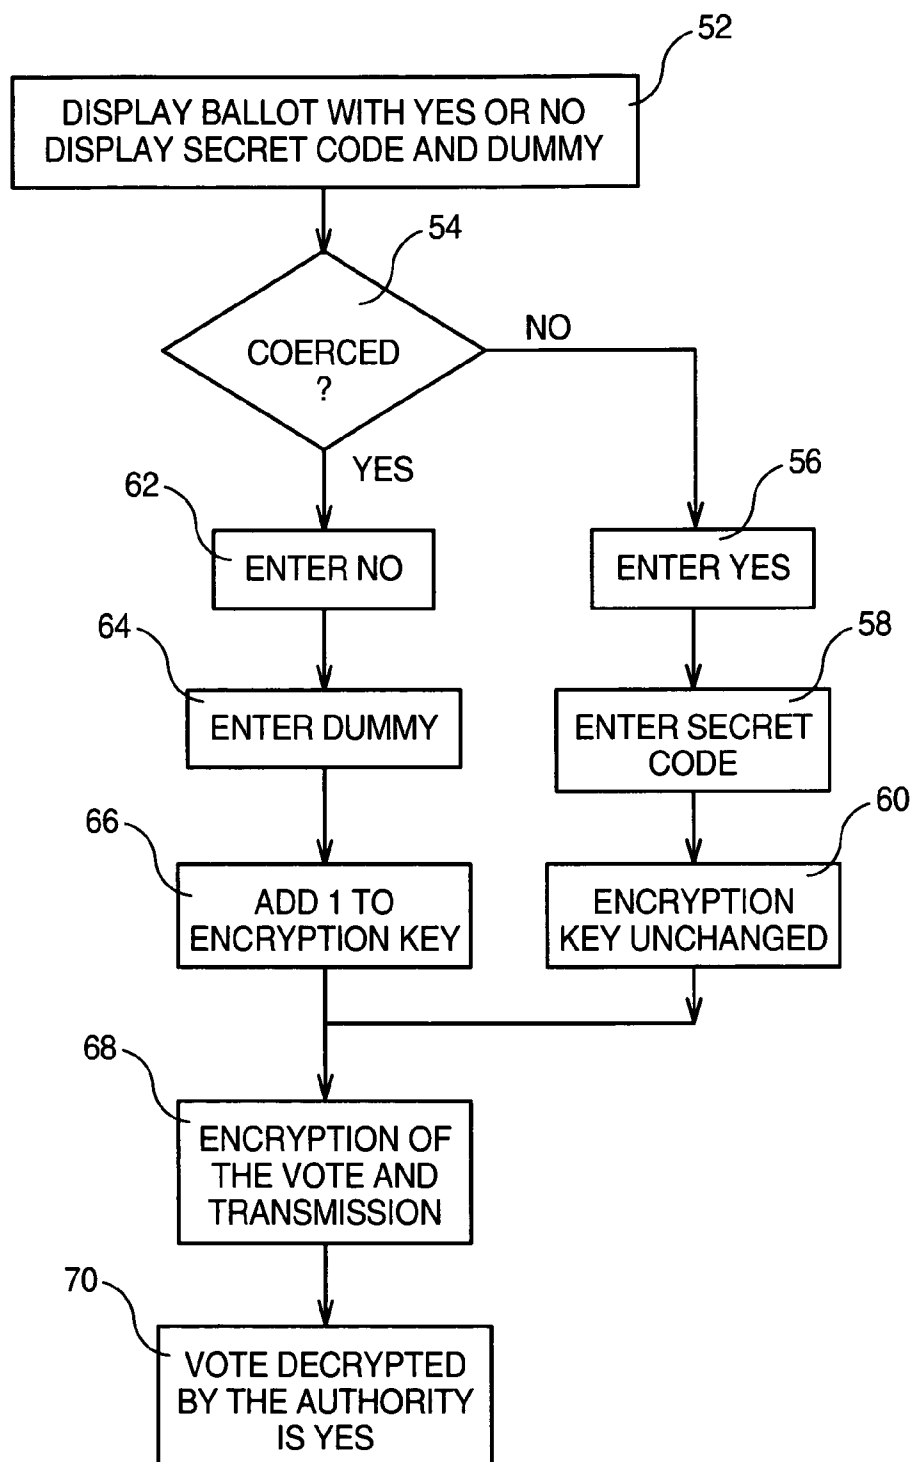 52
DISPLAY BALLOT WITH YES OR NO
DISPLAY SECRET CODE AND DUMMY
54
COERCED
?
NO
YES
62
ENTER NO
56
ENTER YES
64
ENTER DUMMY
58
ENTER SECRET
CODE
66
ADD 1 TO
ENCRYPTION KEY
60
ENCRYPTION
KEY UNCHANGED
68
ENCRYPTION OF
THE VOTE AND
TRANSMISSION
70
VOTE DECRYPTED
BY THE AUTHORITY
IS YES